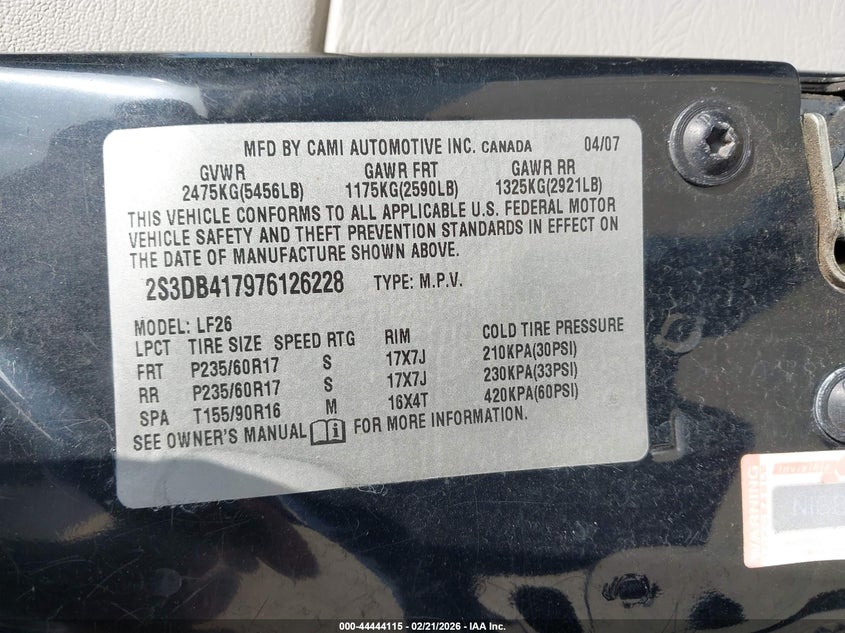 MFD BY CAMI AUTOMOTIVE INC. CANADA 04/07
GVWR GAWR FRT GAWR RR
2475KG(5456LB) 1175KG(2590LB) 1325KG(2921LB)
THIS VEHICLE CONFORMS TO ALL APPLICABLE U.S. FEDERAL MOTOR
VEHICLE SAFETY AND THEFT PREVENTION STANDARDS IN EFFECT ON
THE DATE OF MANUFACTURE SHOWN ABOVE.
2S3DB417976126228 TYPE: M.P.V.
MODEL: LF26
LPCT TIRE SIZE SPEED RTG RIM COLD TIRE PRESSURE
FRT P235/60R17 S 17X7J 210KPA(30PSI)
RR P235/60R17 S 17X7J 230KPA(33PSI)
SPA T155/90R16 M 16X4T 420KPA(60PSI)
SEE OWNER'S MANUAL FOR MORE INFORMATION.
000-44444115 - 02/21/2026 - IAA Inc.